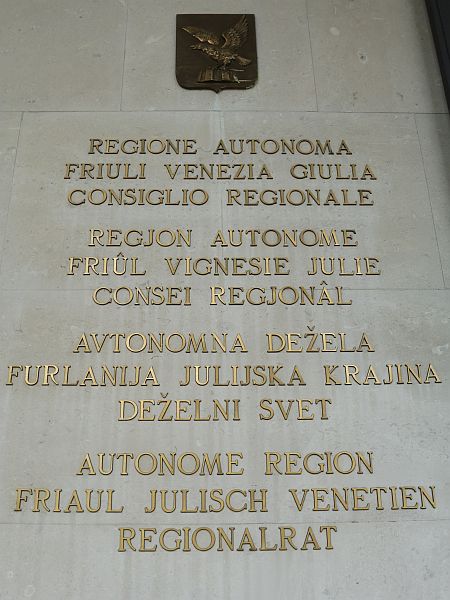 REGIONE AUTONOMA
FRIULI VENEZIA GIULIA
CONSIGLIO REGIONALE
REGJON AUTONOME
FRIÛL VIGNESIE JULIE
CONSEI REGJONÂL
AVTONOMNA DEŽELA
FURLANIJA JULIJSKA KRAJINA
DEŽELNI SVET
AUTONOME REGION
FRIAUL JULISCH VENETIEN
REGIONALRAT